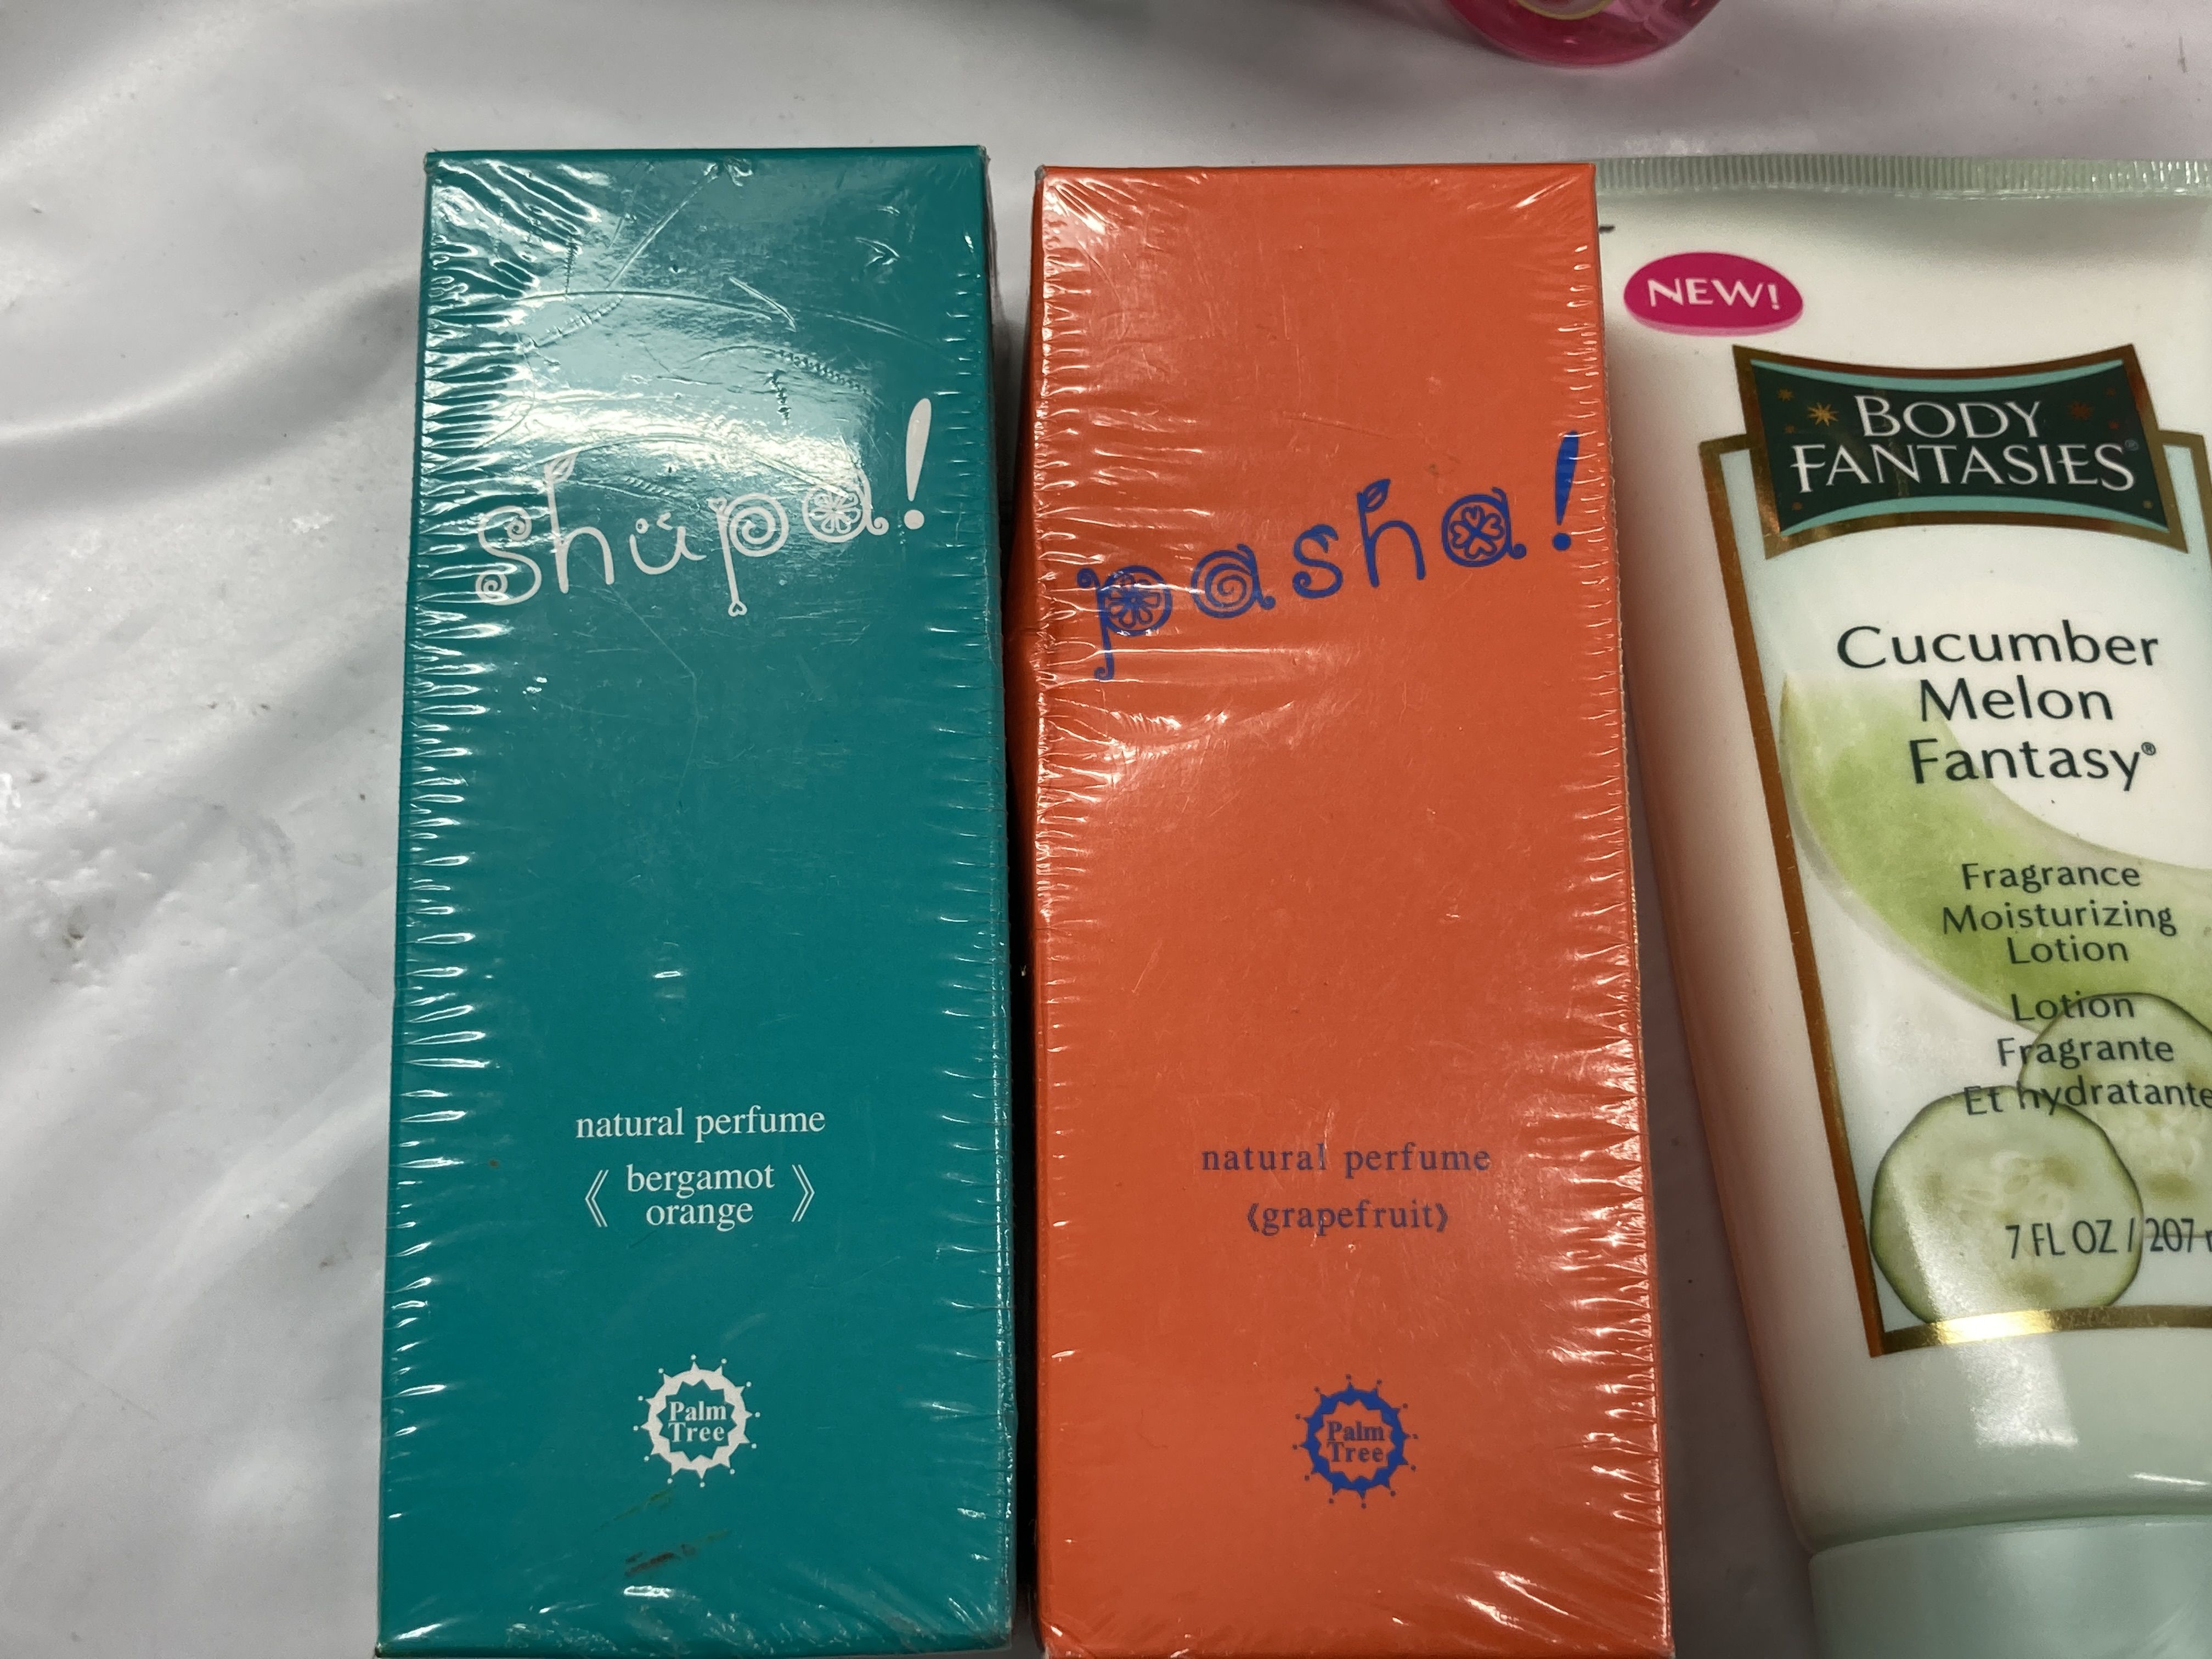 shüpa!
natural perfume
《 bergamot
orange 》
Palm
Tree
pasha!
natural perfume
《grapefruit》
Palm
Tree
NEW!
BODY
FANTASIES®
Cucumber
Melon
Fantasy®
Fragrance
Moisturizing
Lotion
Lotion
Fragrante
Et hydratante
7 FL OZ / 207